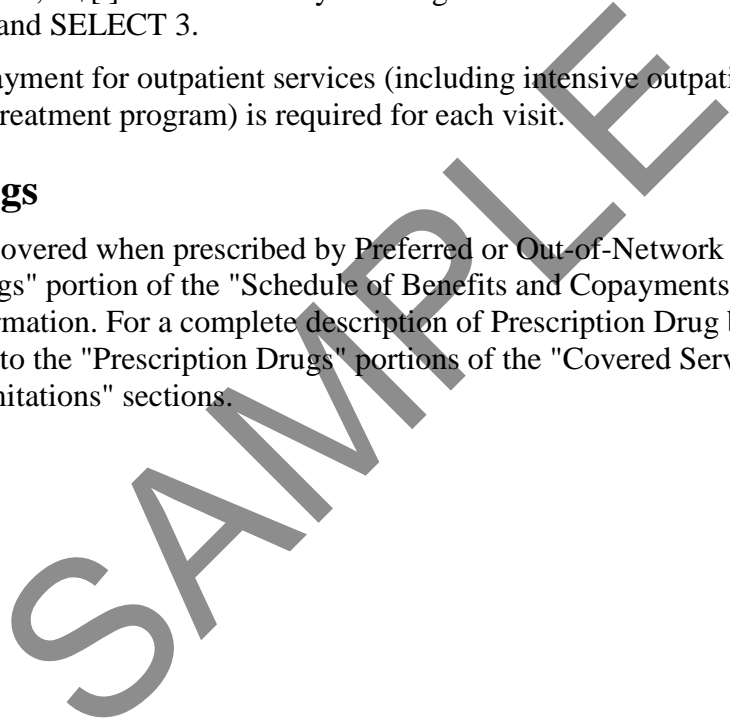 and SELECT 3.
ayment for outpatient services (including intensive outpati
reatment program) is required for each visit.
gs
overed when prescribed by Preferred or Out-of-Network
gs" portion of the "Schedule of Benefits and Copayments
rmation. For a complete description of Prescription Drug b
to the "Prescription Drugs" portions of the "Covered Serv
nitations" sections.
SAMPLE